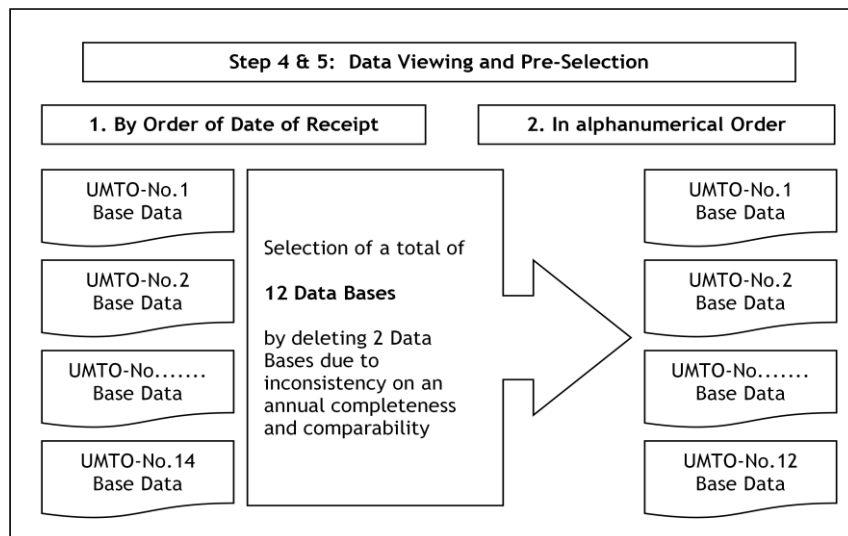 Step 4 & 5: Data Viewing and Pre-Selection
1. By Order of Date of Receipt
2. In alphanumerical Order
UMTO-No.1
Base Data
UMTO-No.2
Base Data
UMTO-No.......
Base Data
UMTO-No.14
Base Data
Selection of a total of
12 Data Bases
by deleting 2 Data
Bases due to
inconsistency on an
annual completeness
and comparability
UMTO-No.1
Base Data
UMTO-No.2
Base Data
UMTO-No.......
Base Data
UMTO-No.12
Base Data